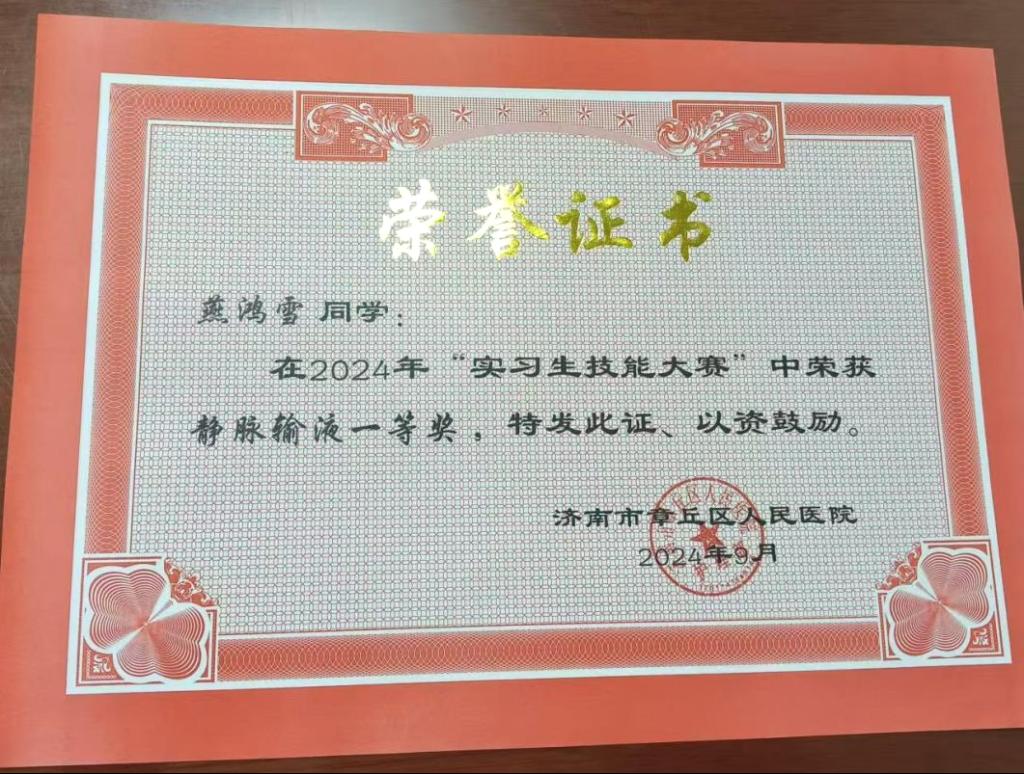 荣誉证书
燕鸿雪 同学：
在2024年“实习生技能大赛”中荣获
静脉输液一等奖，特发此证、以资鼓励。
济南市章丘区人民医院
2024年9月